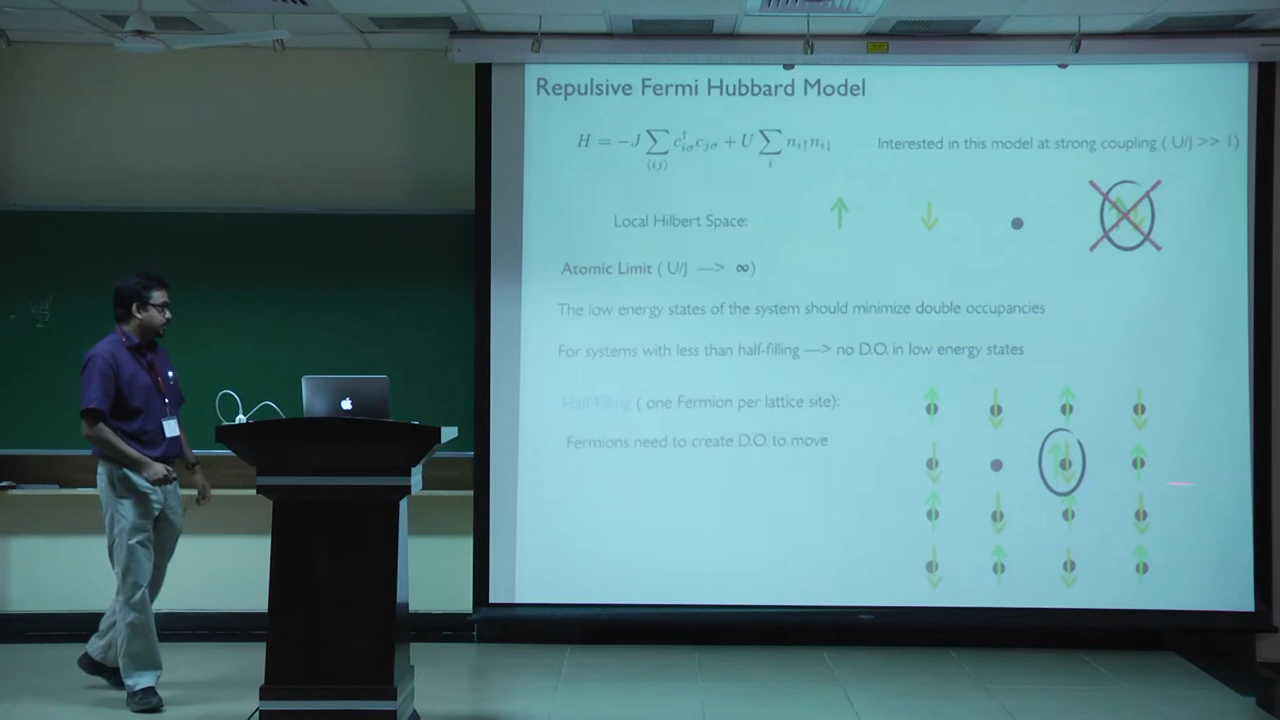 Repulsive Fermi Hubbard Model
H = −J ∑⟨ij⟩ c†iσ cjσ + U ∑i ni↑ni↓ Interested in this model at strong coupling ( U/J >> 1)
Local Hilbert Space:
Atomic Limit ( U/J —> ∞)
The low energy states of the system should minimize double occupancies
For systems with less than half-filling —> no D.O. in low energy states
Half-Filling ( one Fermion per lattice site):
Fermions need to create D.O. to move